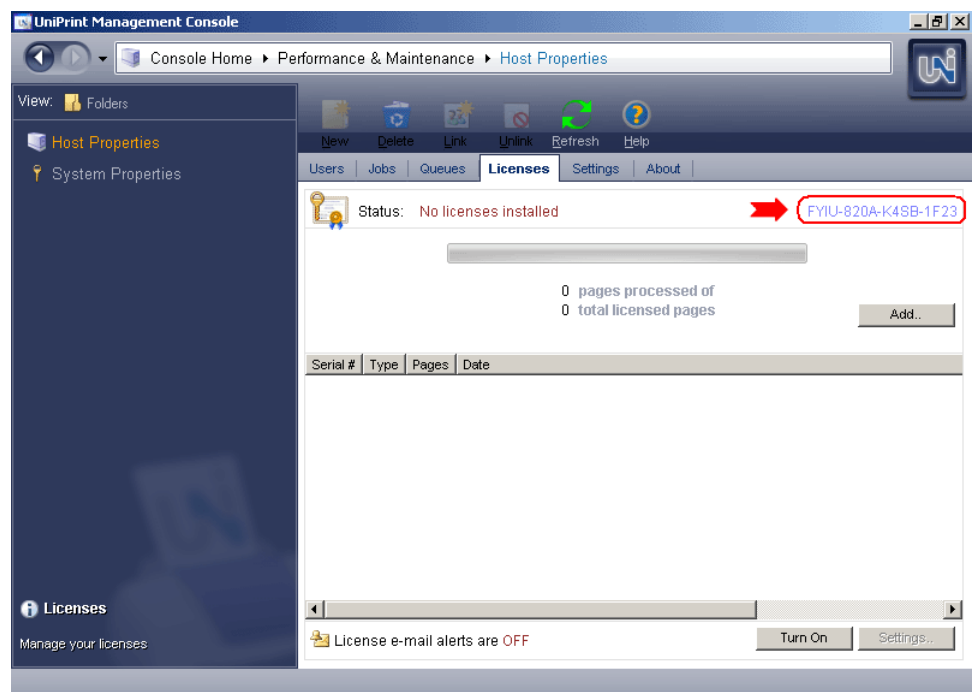 UniPrint Management Console
Console Home Performance & Maintenance Host Properties
UNI
View: Folders
Host Properties
System Properties
New Delete Link Unlink Refresh Help
Users Jobs Queues Licenses Settings About
Status: No licenses installed FYIU-820A-K4SB-1F23
0 pages processed of
0 total licensed pages
Add..
Serial # Type Pages Date
Licenses
Manage your licenses
License e-mail alerts are OFF Turn On Settings..